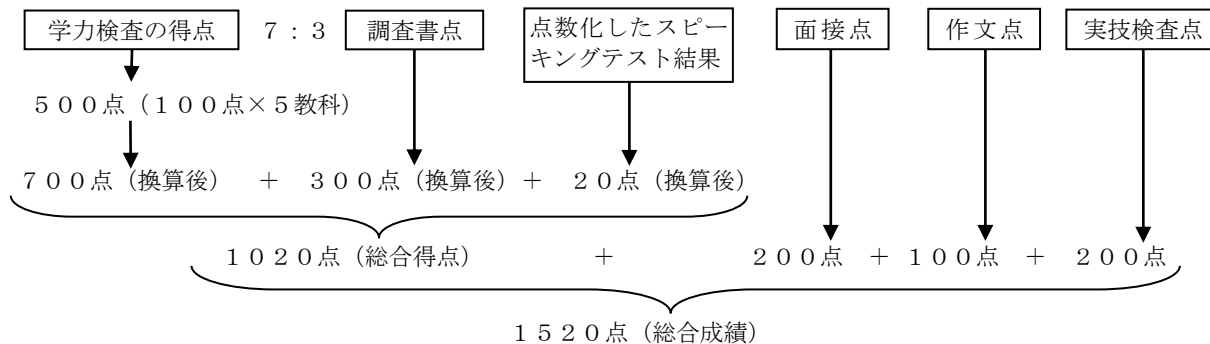 学力検査の得点 ７：３ 調査書点 点数化したスピーキングテスト結果 面接点 作文点 実技検査点
５００点（１００点×５教科）
７００点（換算後） ＋ ３００点（換算後）＋ ２０点（換算後）
１０２０点（総合得点） ＋ ２００点 ＋１００点 ＋ ２００点
１５２０点（総合成績）